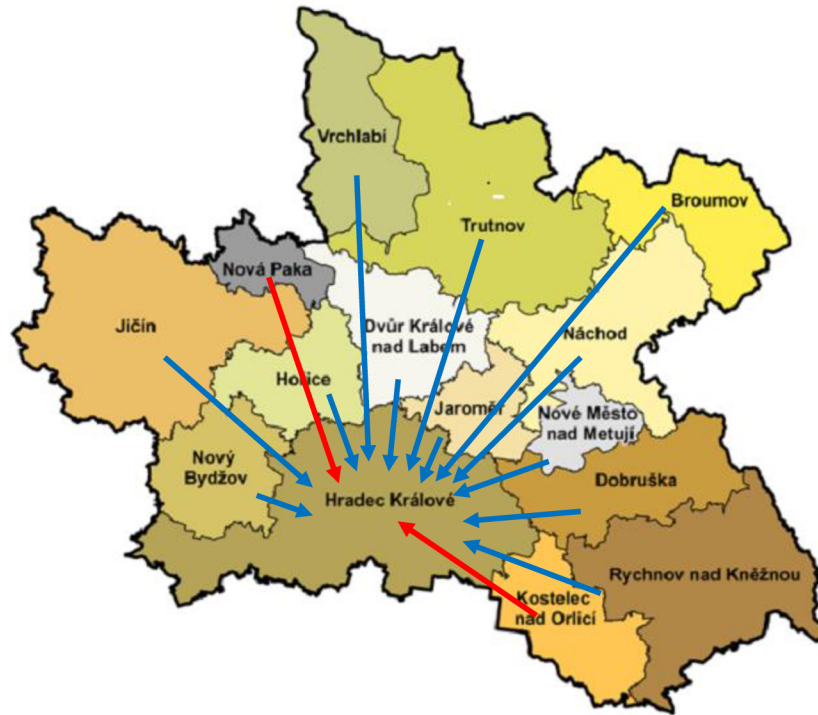 Vrchlabí
Trutnov
Broumov
Nová Paka
Jičín
Dvůr Králové
nad Labem
Náchod
Hořice
Jaroměř
Nové Město
nad Metují
Nový
Bydžov
Dobruška
Hradec Králové
Rychnov nad Kněžnou
Kostelec
nad Orlicí